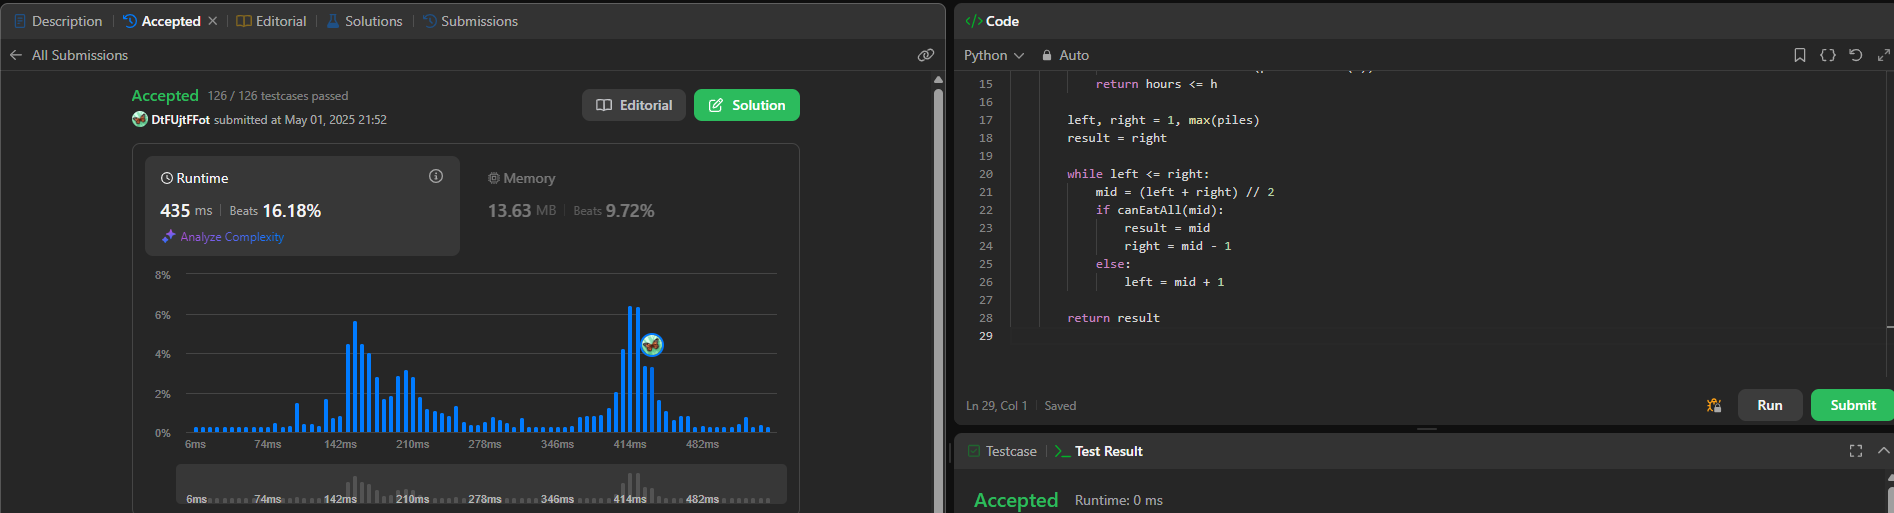 Description
Accepted
Editorial
Solutions
Submissions
All Submissions
Accepted 126 / 126 testcases passed
DtFUjtFFot submitted at May 01, 2025 21:52
Editorial
Solution
Runtime
435 ms Beats 16.18%
Analyze Complexity
Memory
13.63 MB Beats 9.72%
8%
6%
4%
2%
0%
6ms 74ms 142ms 210ms 278ms 346ms 414ms 482ms
6ms 74ms 142ms 210ms 278ms 346ms 414ms 482ms
</> Code
Python
Auto
15 return hours <= h
16
17 left, right = 1, max(piles)
18 result = right
19
20 while left <= right:
21 mid = (left + right) // 2
22 if canEatAll(mid):
23 result = mid
24 right = mid - 1
25 else:
26 left = mid + 1
27
28 return result
29
Ln 29, Col 1 Saved
Run
Submit
Testcase
>_ Test Result
Accepted Runtime: 0 ms